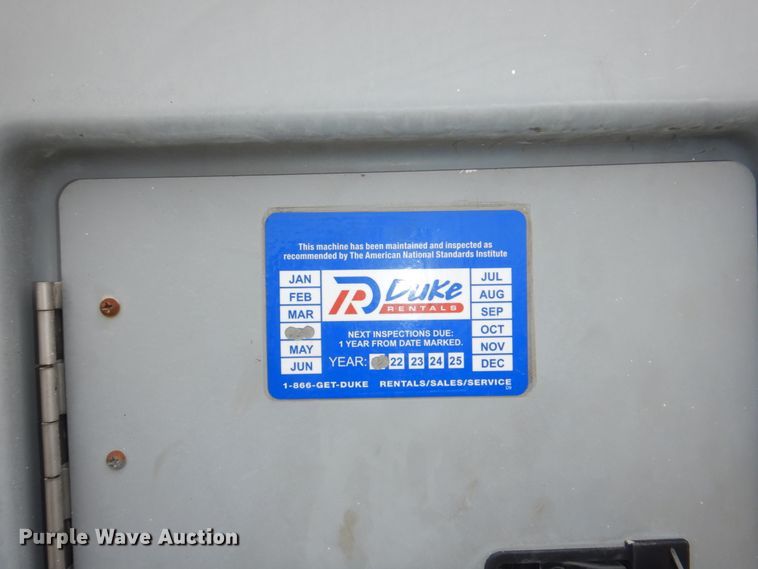 This machine has been maintained and inspected as
recommended by The American National Standards Institute
JAN
FEB
MAR
MAY
JUN
DR Duke
RENTALS
NEXT INSPECTIONS DUE:
1 YEAR FROM DATE MARKED.
YEAR: 22 23 24 25
JUL
AUG
SEP
OCT
NOV
DEC
1-866-GET-DUKE RENTALS/SALES/SERVICE
Purple Wave Auction